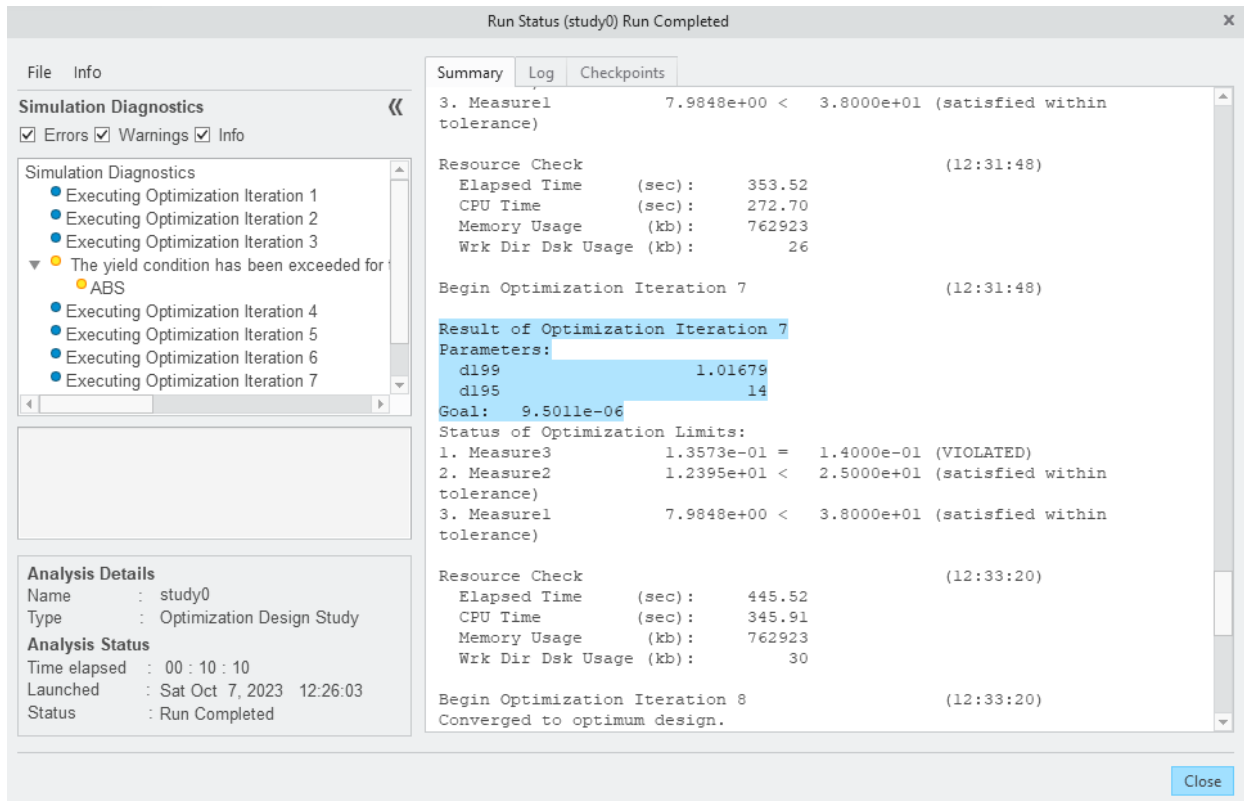 Run Status (study0) Run Completed
x
File Info
Simulation Diagnostics
Errors Warnings Info
Simulation Diagnostics
Executing Optimization Iteration 1
Executing Optimization Iteration 2
Executing Optimization Iteration 3
The yield condition has been exceeded for
ABS
Executing Optimization Iteration 4
Executing Optimization Iteration 5
Executing Optimization Iteration 6
Executing Optimization Iteration 7
Analysis Details
Name : study0
Type : Optimization Design Study
Analysis Status
Time elapsed : 00 : 10 : 10
Launched : Sat Oct 7, 2023 12:26:03
Status : Run Completed
Summary Log Checkpoints
3. Measure1 7.9848e+00 < 3.8000e+01 (satisfied within
tolerance)
Resource Check (12:31:48)
Elapsed Time (sec): 353.52
CPU Time (sec): 272.70
Memory Usage (kb): 762923
Wrk Dir Dsk Usage (kb): 26
Begin Optimization Iteration 7 (12:31:48)
Result of Optimization Iteration 7
Parameters:
d199 1.01679
d195 14
Goal: 9.5011e-06
Status of Optimization Limits:
1. Measure3 1.3573e-01 = 1.4000e-01 (VIOLATED)
2. Measure2 1.2395e+01 < 2.5000e+01 (satisfied within
tolerance)
3. Measure1 7.9848e+00 < 3.8000e+01 (satisfied within
tolerance)
Resource Check (12:33:20)
Elapsed Time (sec): 445.52
CPU Time (sec): 345.91
Memory Usage (kb): 762923
Wrk Dir Dsk Usage (kb): 30
Begin Optimization Iteration 8 (12:33:20)
Converged to optimum design.
Close